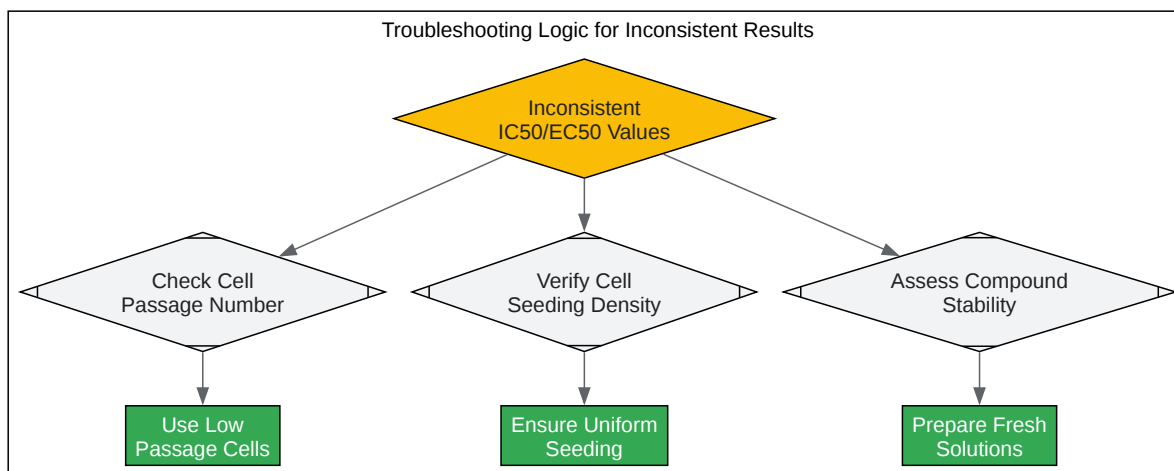 Troubleshooting Logic for Inconsistent Results
Inconsistent
IC50/EC50 Values
Check Cell
Passage Number
Verify Cell
Seeding Density
Assess Compound
Stability
Use Low
Passage Cells
Ensure Uniform
Seeding
Prepare Fresh
Solutions